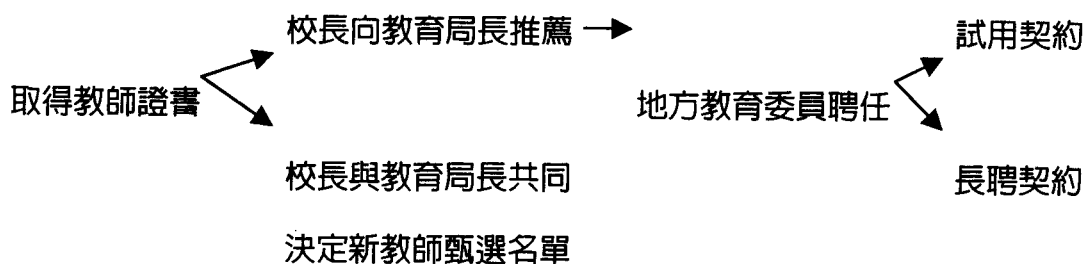 取得教師證書
校長向教育局長推薦
校長與教育局長共同
決定新教師甄選名單
地方教育委員聘任
試用契約
長聘契約